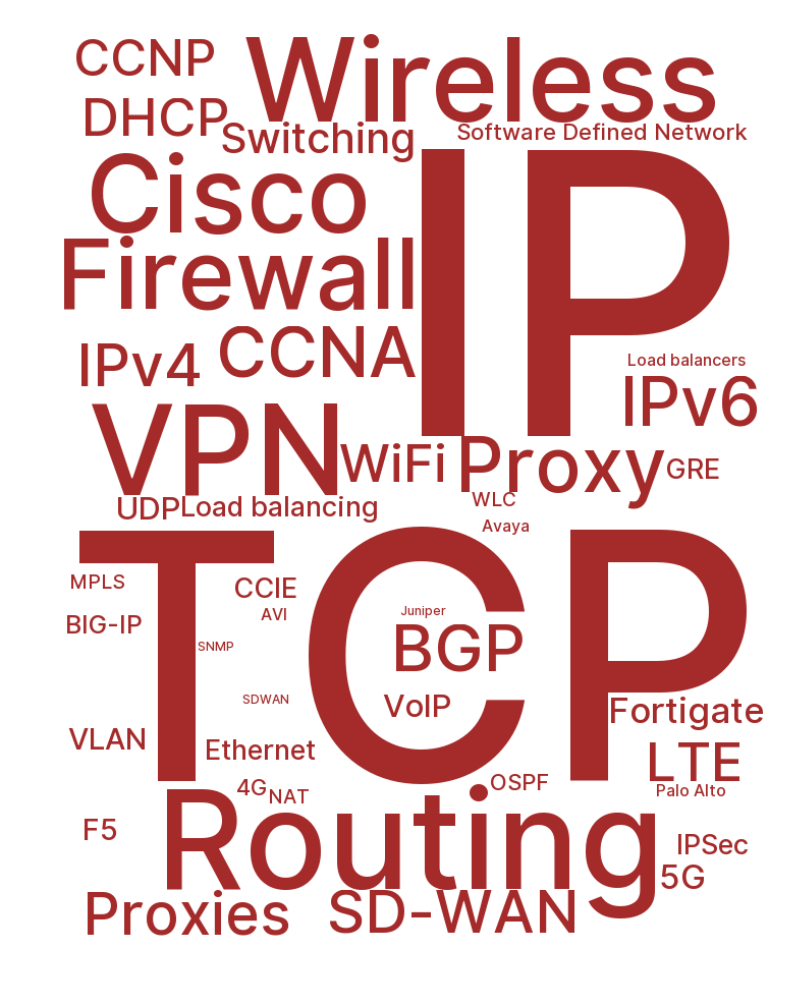 CCNP
Wireless
DHCP
Switching
Software Defined Network
Cisco
IP
Firewall
IPv4
CCNA
Load balancers
IPv6
VPN
WiFi
Proxy
GRE
UDP
Load balancing
WLC
Avaya
TCP
MPLS
CCIE
BIG-IP
AVI
Juniper
SNMP
BGP
SDWAN
VoIP
Fortigate
VLAN
Ethernet
LTE
4G
NAT
OSPF
Palo Alto
Routing
F5
IPSec
5G
Proxies
SD-WAN